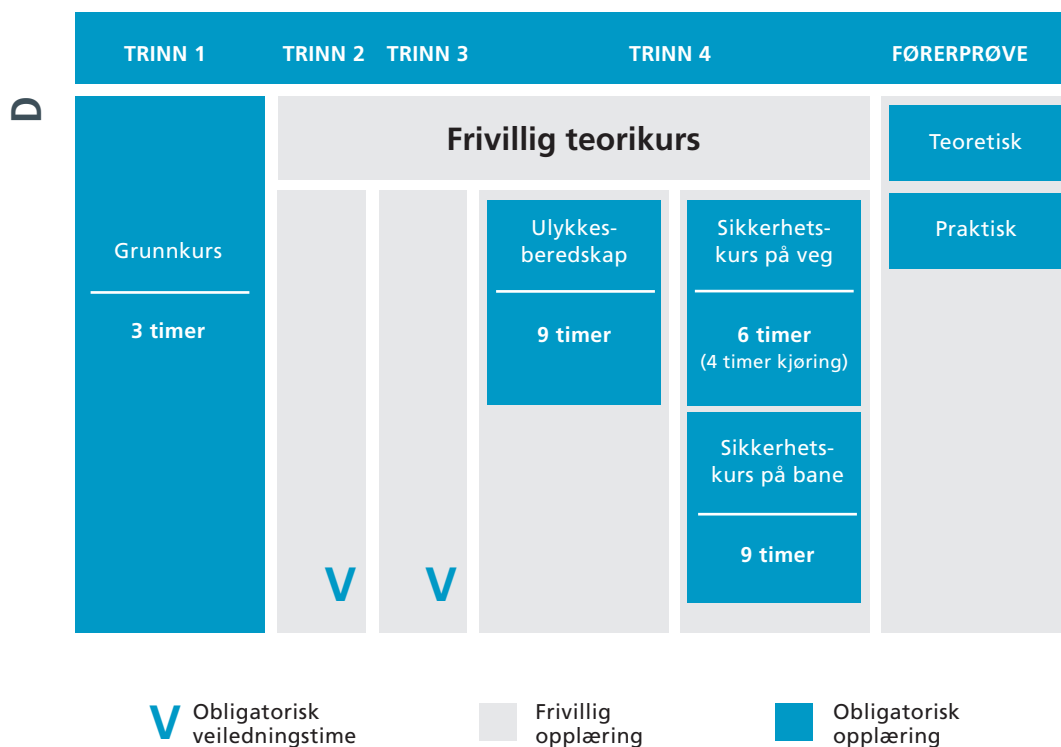 TRINN 1
TRINN 2
TRINN 3
TRINN 4
FØRERPRØVE
D
Grunnkurs
3 timer
Frivillig teorikurs
V
V
Ulykkes-
beredskap
9 timer
Sikkerhets-
kurs på veg
6 timer
(4 timer kjøring)
Sikkerhets-
kurs på bane
9 timer
Teoretisk
Praktisk
V
Obligatorisk
veiledningstime
Frivillig
opplæring
Obligatorisk
opplæring